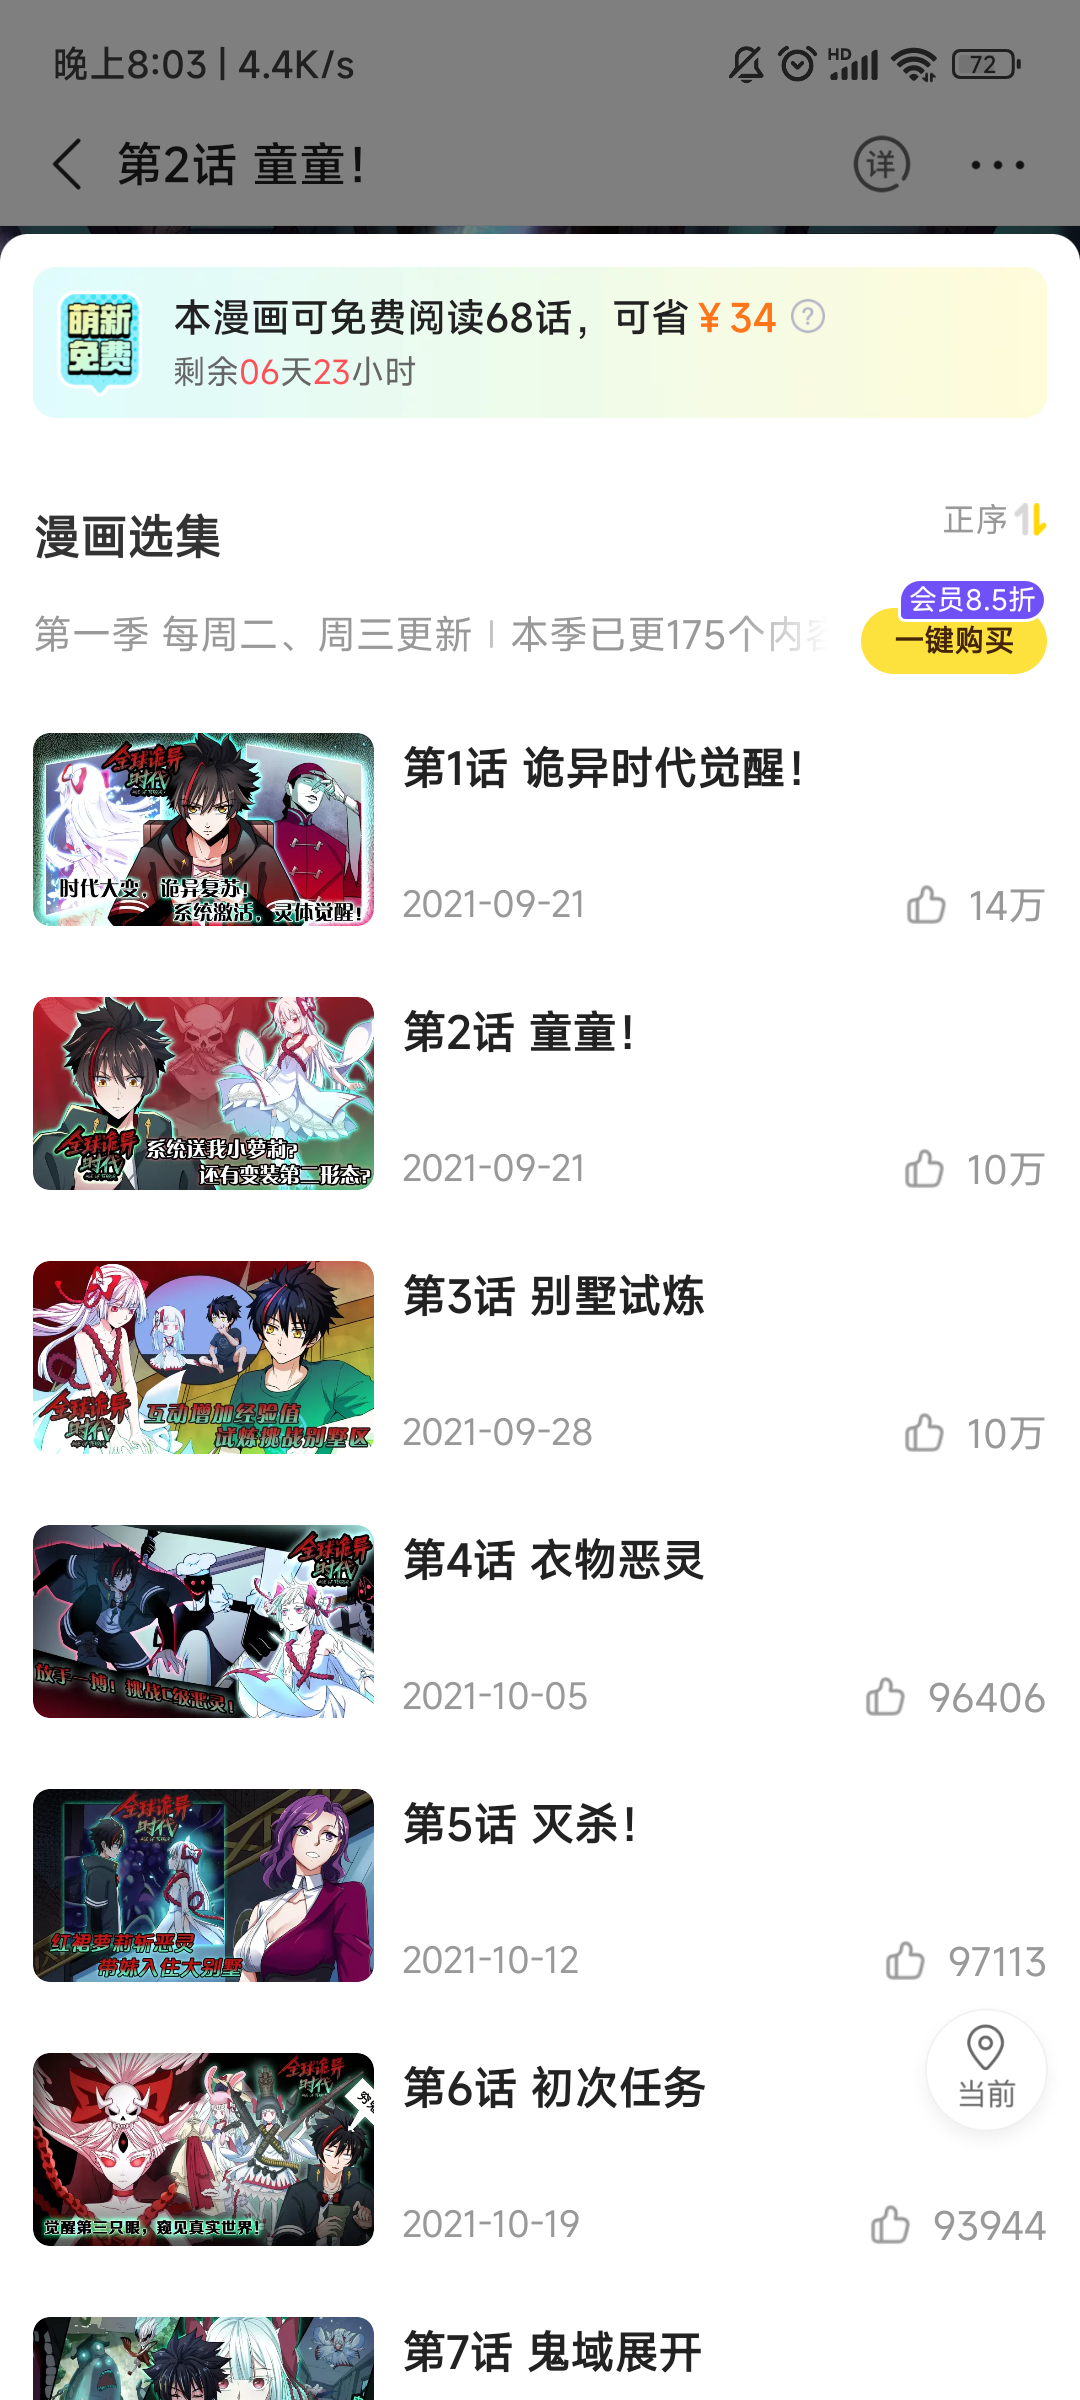 晚上8:03 | 4.4K/s
HD
72
第2话 童童!
详
萌新
免费
本漫画可免费阅读68话，可省￥34 ?
剩余06天23小时
漫画选集
正序
会员8.5折
第一季 每周二、周三更新 | 本季已更175个内容
一键购买
全球诡异
时代
时代大变，诡异复苏！
系统激活，灵体觉醒！
第1话 诡异时代觉醒！
2021-09-21
14万
全球诡异
时代
系统送我小萝莉？
还有变装第二形态？
第2话 童童！
2021-09-21
10万
全球诡异
时代
互动增加经验值
试炼挑战别墅区
第3话 别墅试炼
2021-09-28
10万
全球诡异
时代
放手一搏！挑战C级恶灵！
第4话 衣物恶灵
2021-10-05
96406
全球诡异
时代
红裙萝莉斩恶灵
带妹入住大别墅
第5话 灭杀！
2021-10-12
97113
当前
全球诡异
时代
觉醒第三只眼，窥见真实世界！
第6话 初次任务
2021-10-19
93944
第7话 鬼域展开